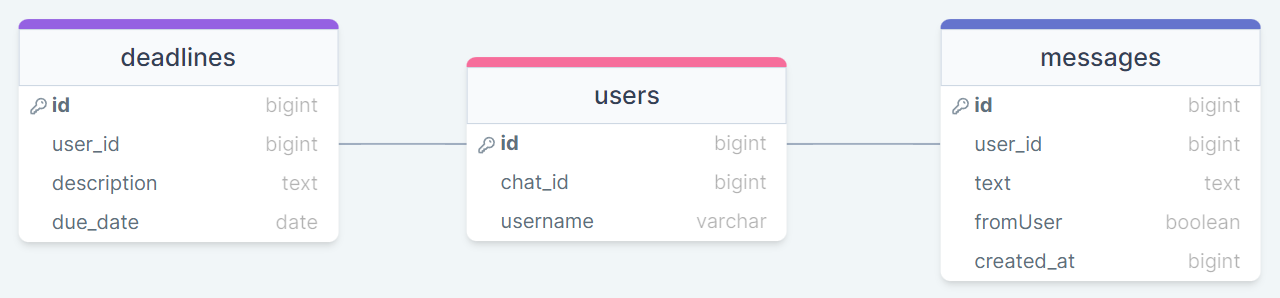 deadlines
id bigint
user_id bigint
description text
due_date date
users
id bigint
chat_id bigint
username varchar
messages
id bigint
user_id bigint
text text
fromUser boolean
created_at bigint